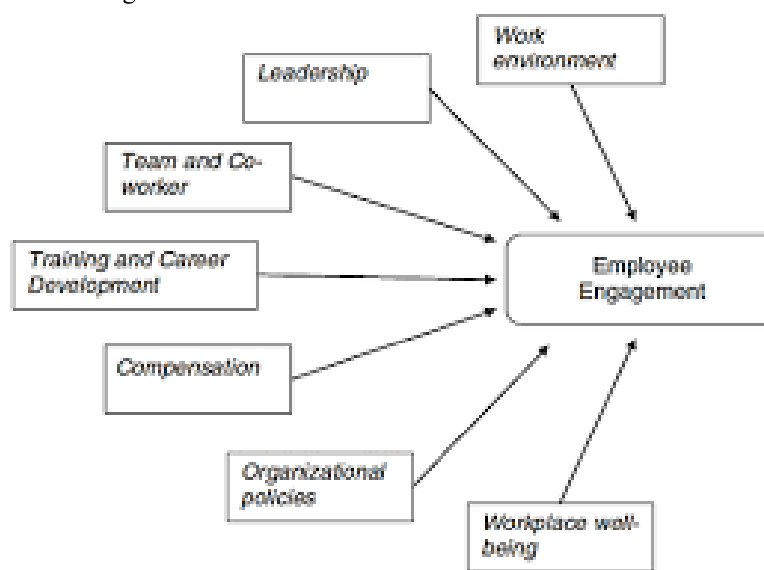 Work
environment
Leadership
Team and Co-
worker
Training and Career
Development
Employee
Engagement
Compensation
Organizational
policies
Workplace well-
being